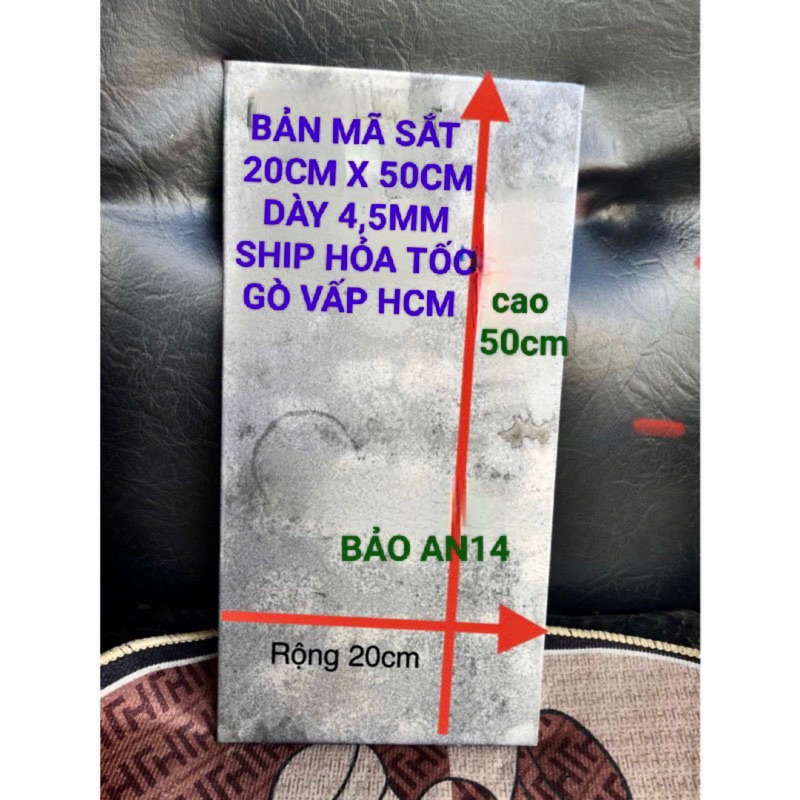 BẢN MÃ SẮT
20CM X 50CM
DÀY 4,5MM
SHIP HỎA TỐC
GÒ VẤP HCM
cao
50cm
BẢO AN14
Rộng 20cm